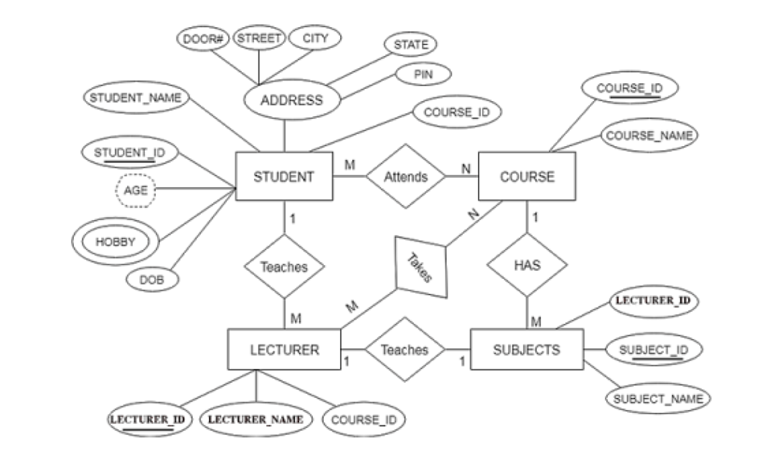 DOOR#
STREET
CITY
STATE
PIN
ADDRESS
STUDENT_NAME
COURSE_ID
COURSE_ID
COURSE_NAME
STUDENT_ID
AGE
HOBBY
DOB
STUDENT
M
Attends
N
COURSE
1
Teaches
M
N
Takes
M
1
HAS
M
LECTURER
1
Teaches
1
SUBJECTS
LECTURER_ID
SUBJECT_ID
SUBJECT_NAME
LECTURER_ID
LECTURER_NAME
COURSE_ID